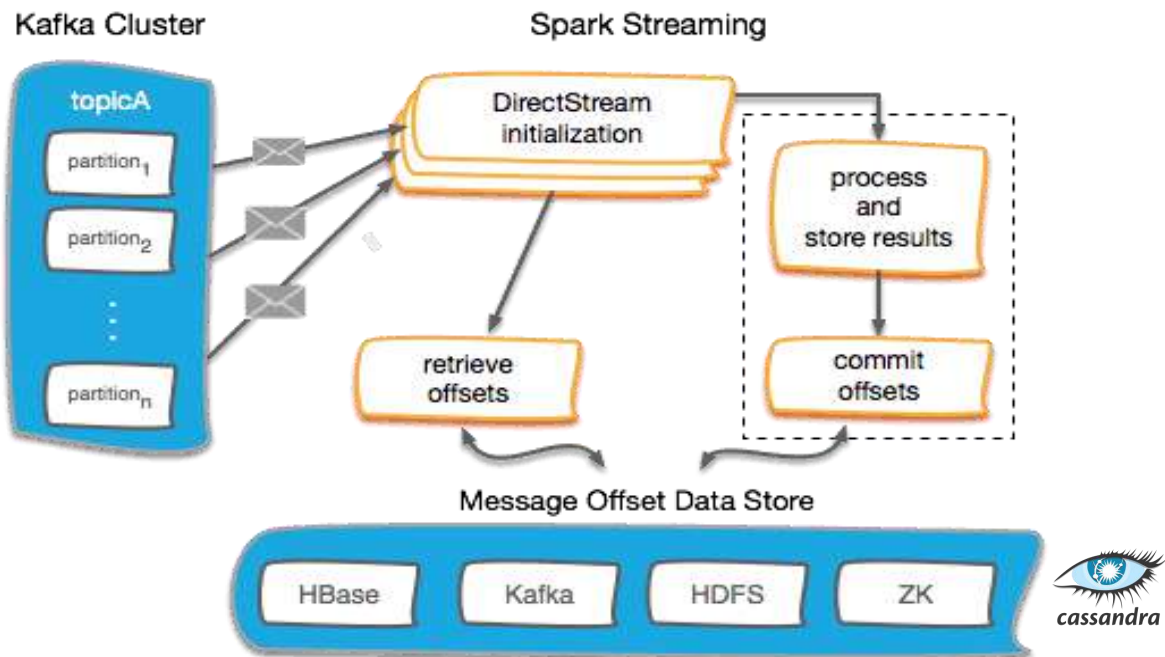 Kafka Cluster
Spark Streaming
topicA
partition1
partition2
partitionn
DirectStream
initialization
process
and
store results
retrieve
offsets
commit
offsets
Message Offset Data Store
HBase
Kafka
HDFS
ZK
cassandra